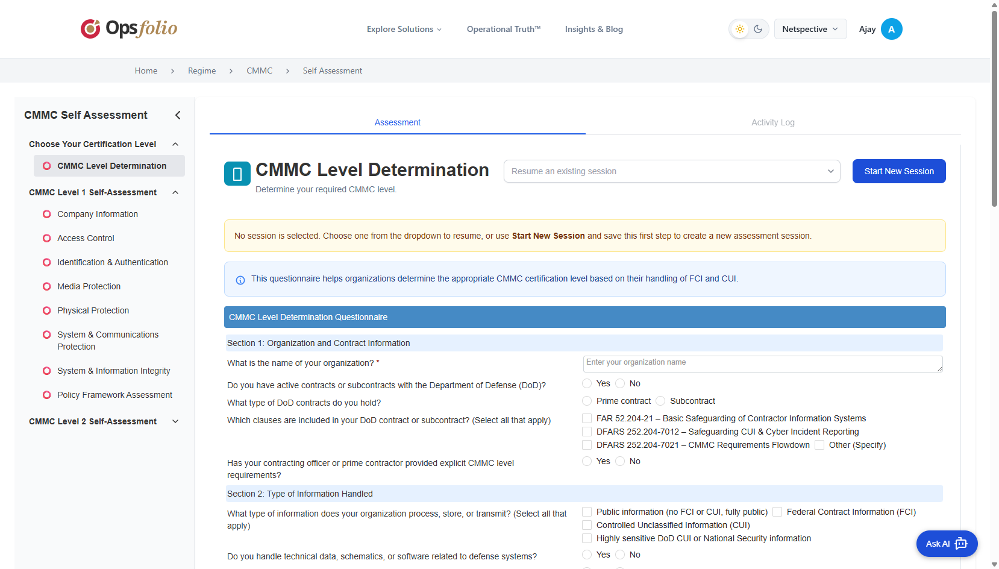 Opsfolio
Explore Solutions
Operational Truth™
Insights & Blog
Netspective
Ajay
A
Home > Regime > CMMC > Self Assessment
CMMC Self Assessment
Choose Your Certification Level
CMMC Level Determination
CMMC Level 1 Self-Assessment
Company Information
Access Control
Identification & Authentication
Media Protection
Physical Protection
System & Communications
Protection
System & Information Integrity
Policy Framework Assessment
CMMC Level 2 Self-Assessment
Assessment
Activity Log
CMMC Level Determination
Determine your required CMMC level.
Resume an existing session
Start New Session
No session is selected. Choose one from the dropdown to resume, or use Start New Session and save this first step to create a new assessment session.
This questionnaire helps organizations determine the appropriate CMMC certification level based on their handling of FCI and CUI.
CMMC Level Determination Questionnaire
Section 1: Organization and Contract Information
What is the name of your organization? *
Enter your organization name
Do you have active contracts or subcontracts with the Department of Defense (DoD)?
Yes No
What type of DoD contracts do you hold?
Prime contract Subcontract
Which clauses are included in your DoD contract or subcontract? (Select all that apply)
FAR 52.204-21 – Basic Safeguarding of Contractor Information Systems
DFARS 252.204-7012 – Safeguarding CUI & Cyber Incident Reporting
DFARS 252.204-7021 – CMMC Requirements Flowdown Other (Specify)
Has your contracting officer or prime contractor provided explicit CMMC level
requirements?
Yes No
Section 2: Type of Information Handled
What type of information does your organization process, store, or transmit? (Select all that
apply)
Public information (no FCI or CUI, fully public) Federal Contract Information (FCI)
Controlled Unclassified Information (CUI)
Highly sensitive DoD CUI or National Security information
Do you handle technical data, schematics, or software related to defense systems?
Yes No
Ask AI